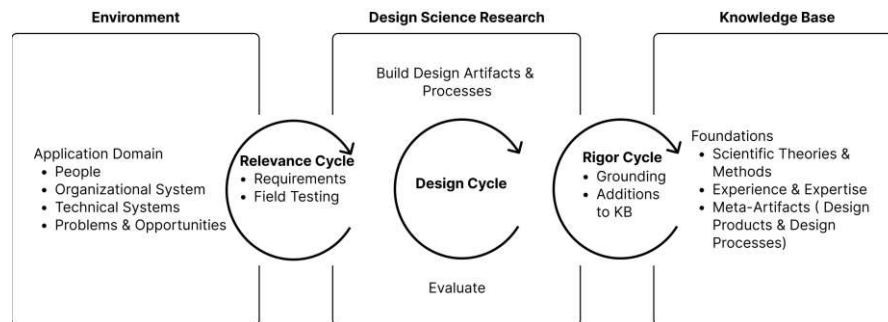 Environment
Design Science Research
Knowledge Base
Build Design Artifacts &
Processes
Application Domain
• People
• Organizational System
• Technical Systems
• Problems & Opportunities
Relevance Cycle
• Requirements
• Field Testing
Design Cycle
Rigor Cycle
• Grounding
• Additions
to KB
Foundations
• Scientific Theories &
Methods
• Experience & Expertise
• Meta-Artifacts ( Design
Products & Design
Processes)
Evaluate